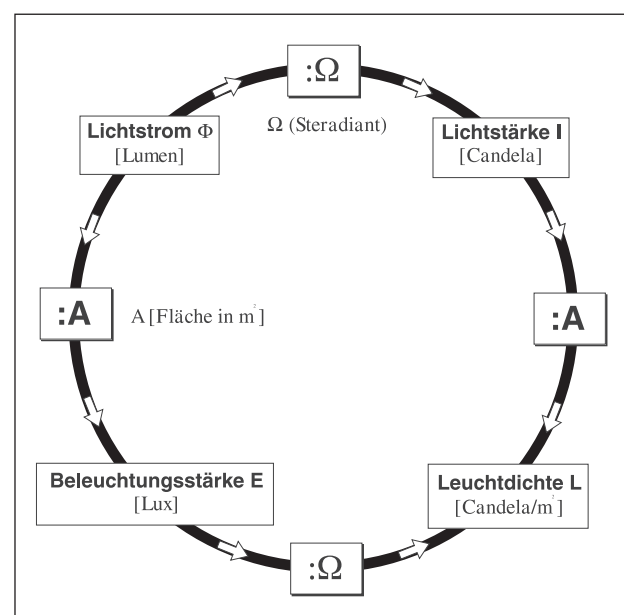 :Ω
Lichtstrom Φ
[Lumen]
Ω (Steradiant)
Lichtstärke I
[Candela]
:A
A [Fläche in m²]
:A
Beleuchtungsstärke E
[Lux]
Leuchtdichte L
[Candela/m²]
:Ω